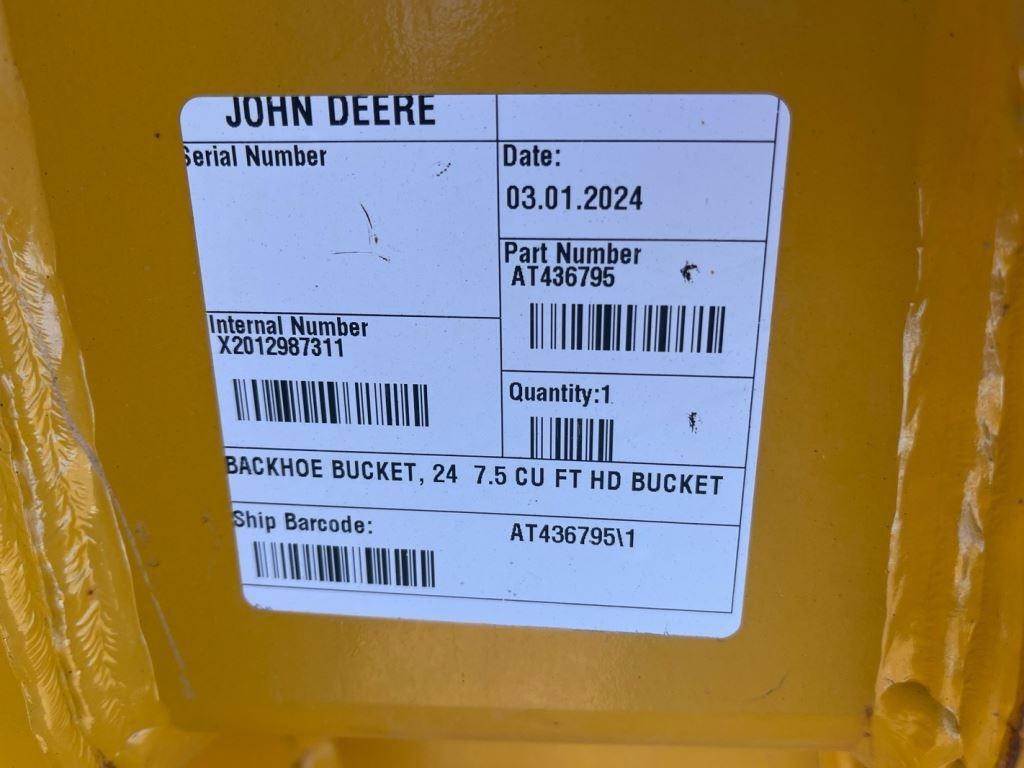 JOHN DEERE
Serial Number
Date:
03.01.2024
Part Number
AT436795
Internal Number
X2012987311
Quantity:1
BACKHOE BUCKET, 24 7.5 CU FT HD BUCKET
Ship Barcode:
AT436795\1